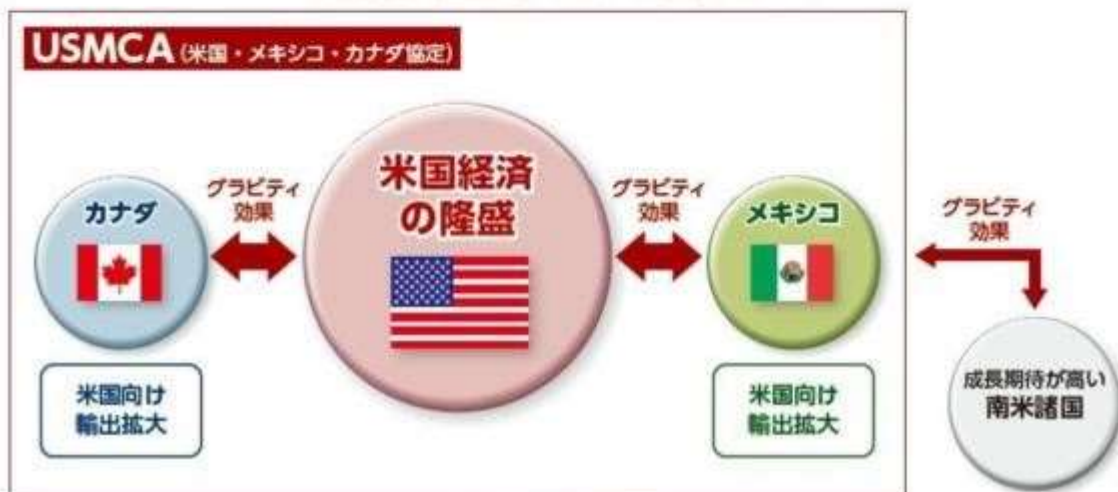 USMCA (米国・メキシコ・カナダ協定)
カナダ
グラビティ
効果
米国経済
の隆盛
グラビティ
効果
メキシコ
グラビティ
効果
米国向け
輸出拡大
米国向け
輸出拡大
成長期待が高い
南米諸国